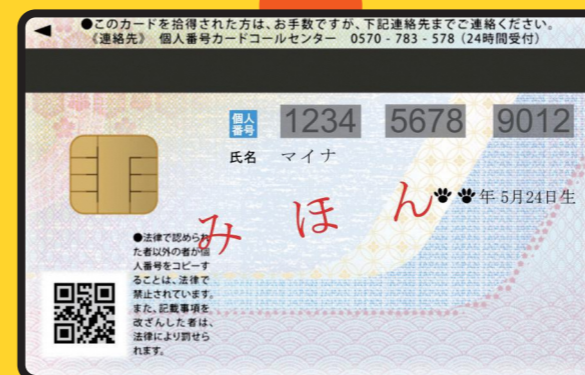 ●このカードを拾得された方は、お手数ですが、下記連絡先までご連絡ください。
《連絡先》 個人番号カードコールセンター 0570 - 783 - 578（24時間受付）
個人番号 1234 5678 9012
氏名 マイナ
年 5月24日生
みほん
●法律で認められ
た者以外の者が個
人番号をコピーす
ることは、法律で
禁止されています。
また、記載事項を
改ざんした者は、
法律により罰せら
れます。